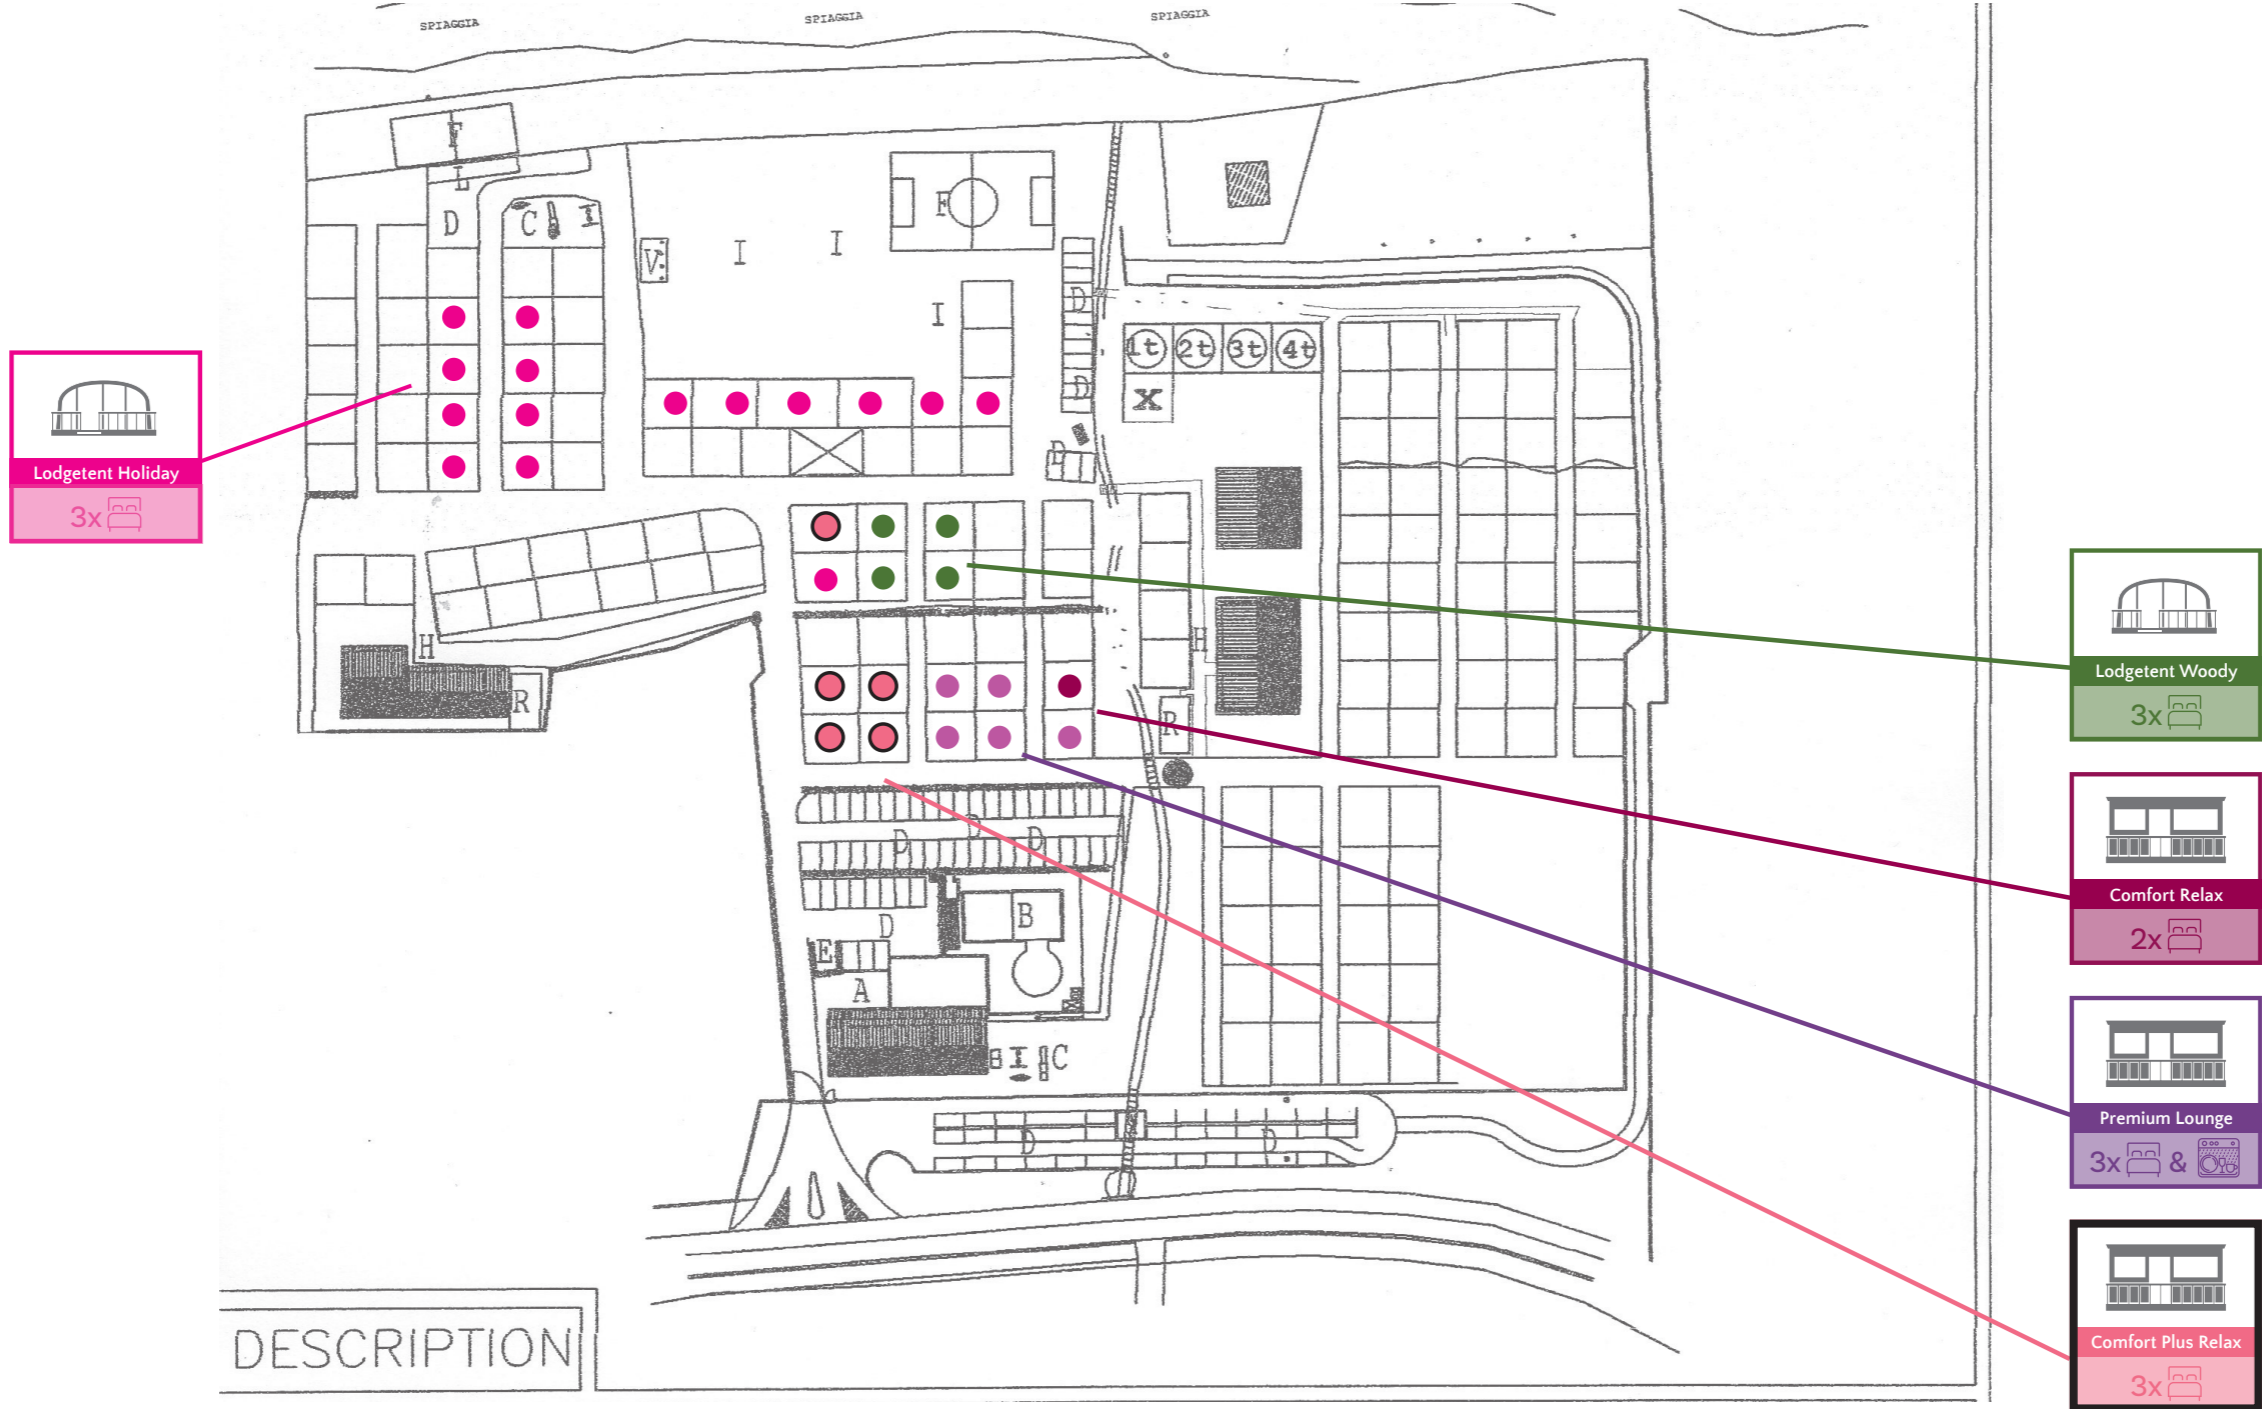 SPIAGGIA
SPIAGGIA
SPIAGGIA
F
L
D
C
I
V
I
I
F
I
D
1t
2t
3t
4t
D
X
D
Lodgetent Holiday
3x
H
R
H
R
Lodgetent Woody
3x
D
D
D
Comfort Relax
2x
B
D
E
A
B
I
C
D
D
Premium Lounge
3x &
DESCRIPTION
Comfort Plus Relax
3x